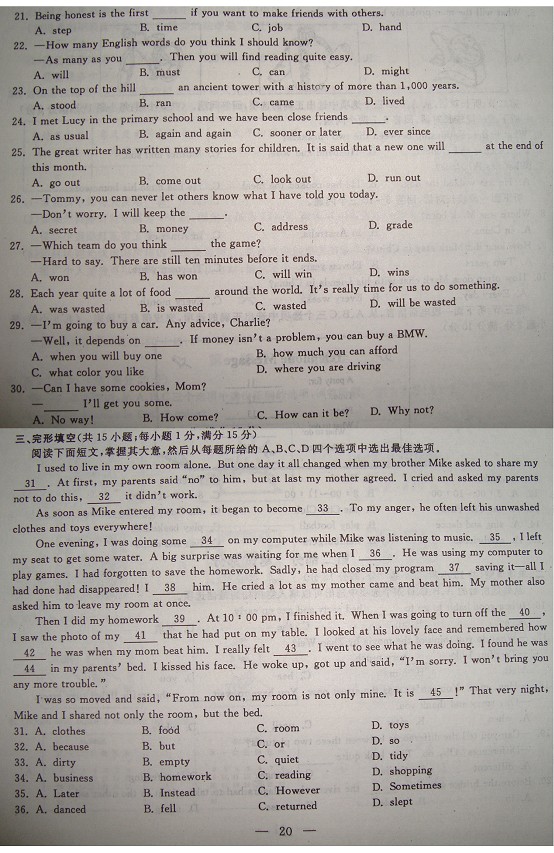 21. Being honest is the first ______ if you want to make friends with others.
A. step B. time C. job D. hand
22. —How many English words do you think I should know?
—As many as you ______. Then you will find reading quite easy.
A. will B. must C. can D. might
23. On the top of the hill ______ an ancient tower with a history of more than 1,000 years.
A. stood B. ran C. came D. lived
24. I met Lucy in the primary school and we have been close friends ______.
A. as usual B. again and again C. sooner or later D. ever since
25. The great writer has written many stories for children. It is said that a new one will ______ at the end of
this month.
A. go out B. come out C. look out D. run out
26. —Tommy, you can never let others know what I have told you today.
—Don't worry. I will keep the ______.
A. secret B. money C. address D. grade
27. —Which team do you think ______ the game?
—Hard to say. There are still ten minutes before it ends.
A. won B. has won C. will win D. wins
28. Each year quite a lot of food ______ around the world. It's really time for us to do something.
A. was wasted B. is wasted C. wasted D. will be wasted
29. —I'm going to buy a car. Any advice, Charlie?
—Well, it depends on ______. If money isn't a problem, you can buy a BMW.
A. when you will buy one B. how much you can afford
C. what color you like D. where you are driving
30. —Can I have some cookies, Mom?
—______ I'll get you some.
A. No way! B. How come? C. How can it be? D. Why not?
三、完形填空(共 15 小题;每小题 1 分,满分 15 分)
阅读下面短文,掌握其大意,然后从每题所给的 A、B、C、D 四个选项中选出最佳选项。
I used to live in my own room alone. But one day it all changed when my brother Mike asked to share my
31 . At first, my parents said "no" to him, but at last my mother agreed. I cried and asked my parents
not to do this, 32 it didn't work.
As soon as Mike entered my room, it began to become 33 . To my anger, he often left his unwashed
clothes and toys everywhere!
One evening, I was doing some 34 on my computer while Mike was listening to music. 35 , I left
my seat to get some water. A big surprise was waiting for me when I 36 . He was using my computer to
play games. I had forgotten to save the homework. Sadly, he had closed my program 37 saving it—all I
had done had disappeared! I 38 him. He cried a lot as my mother came and beat him. My mother also
asked him to leave my room at once.
Then I did my homework 39 . At 10:00 pm, I finished it. When I was going to turn off the 40 ,
I saw the photo of my 41 that he had put on my table. I looked at his lovely face and remembered how
42 he was when my mom beat him. I really felt 43 . I went to see what he was doing. I found he was
44 in my parents' bed. I kissed his face. He woke up, got up and said, "I'm sorry. I won't bring you
any more trouble."
I was so moved and said, "From now on, my room is not only mine. It is 45 !" That very night,
Mike and I shared not only the room, but the bed.
31. A. clothes B. food C. room D. toys
32. A. because B. but C. or D. so
33. A. dirty B. empty C. quiet D. tidy
34. A. business B. homework C. reading D. shopping
35. A. Later B. Instead C. However D. Sometimes
36. A. danced B. fell C. returned D. slept
— 20 —